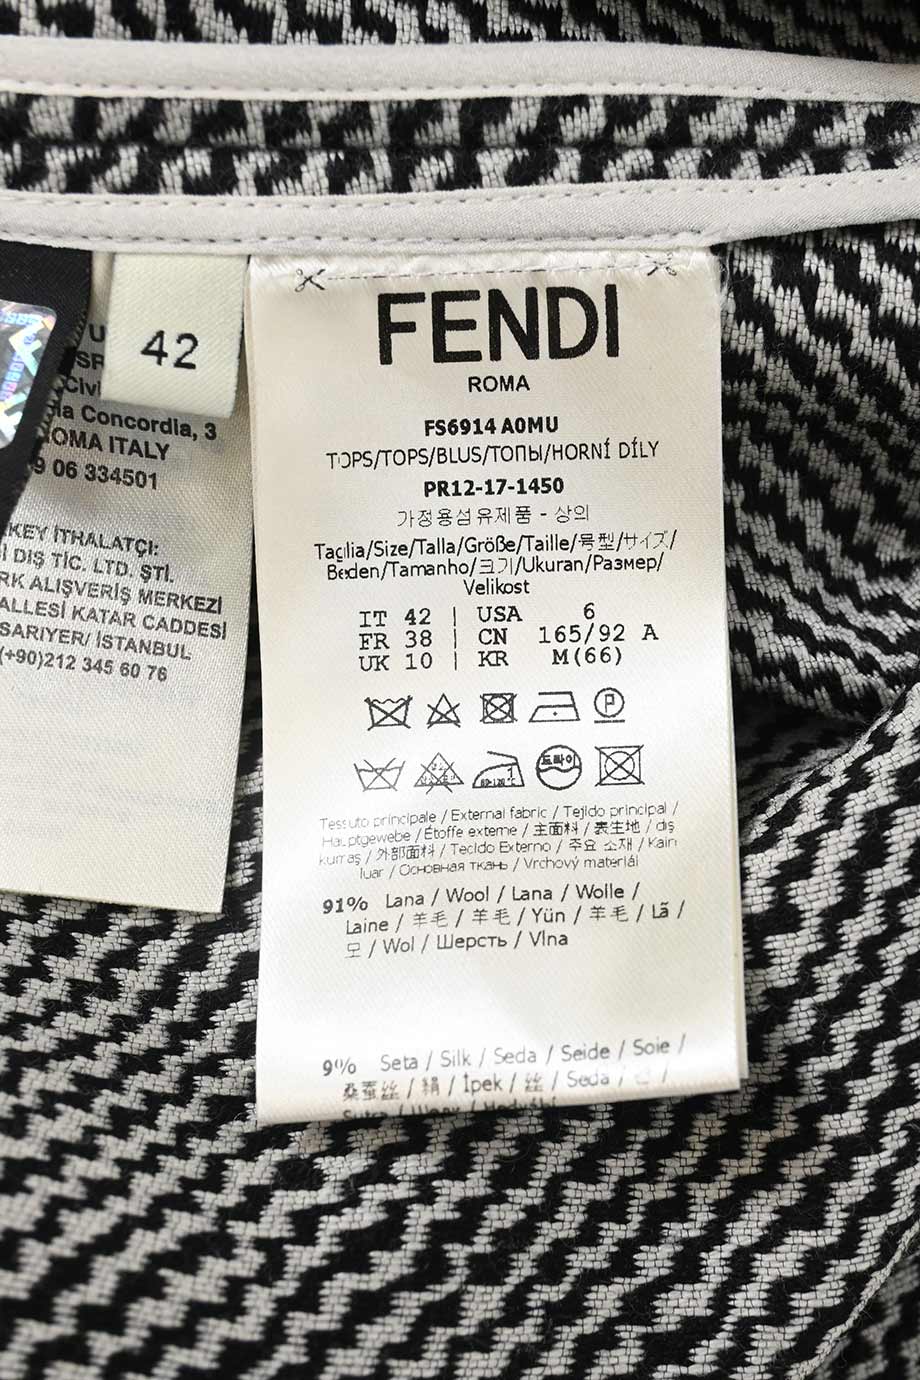 42
Civi
Concordia, 3
ROMA ITALY
9 06 334501
KEY İTHALATÇI:
DIŞ TİC. LTD. ŞTİ.
RK ALIŞVERİŞ MERKEZİ
ALLESİ KATAR CADDESİ
SARIYER/ İSTANBUL
(+90)212 345 60 76
FENDI
ROMA
FS6914 A0MU
TOPS/TOPS/BLUS/ТОПЫ/HORNÍ DÍLY
PR12-17-1450
가정용섬유제품 - 상의
Taglia/Size/Talla/Größe/Taille/号型/サイズ/
Beden/Tamanho/크기/Ukuran/Размер/
Velikost
IT 42 | USA 6
FR 38 | CN 165/92 A
UK 10 | KR M(66)
P
드라이
Tessuto principale / External fabric / Tejido principal /
Hauptgewebe / Étoffe externe / 主面料 / 表生地 / dış
kumaş / 外部面料 / Tecido Externo / 주요 소재 / Kain
luar / Основная ткань / Vrchový materiál
91% Lana / Wool / Lana / Wolle /
Laine / 羊毛 / 羊毛 / Yün / 羊毛 / Lã /
모 / Wol / Шерсть / Vlna
9% Seta / Silk / Seda / Seide / Soie /
桑蚕丝 / 絹 / İpek / 丝 / Seda / 견 /